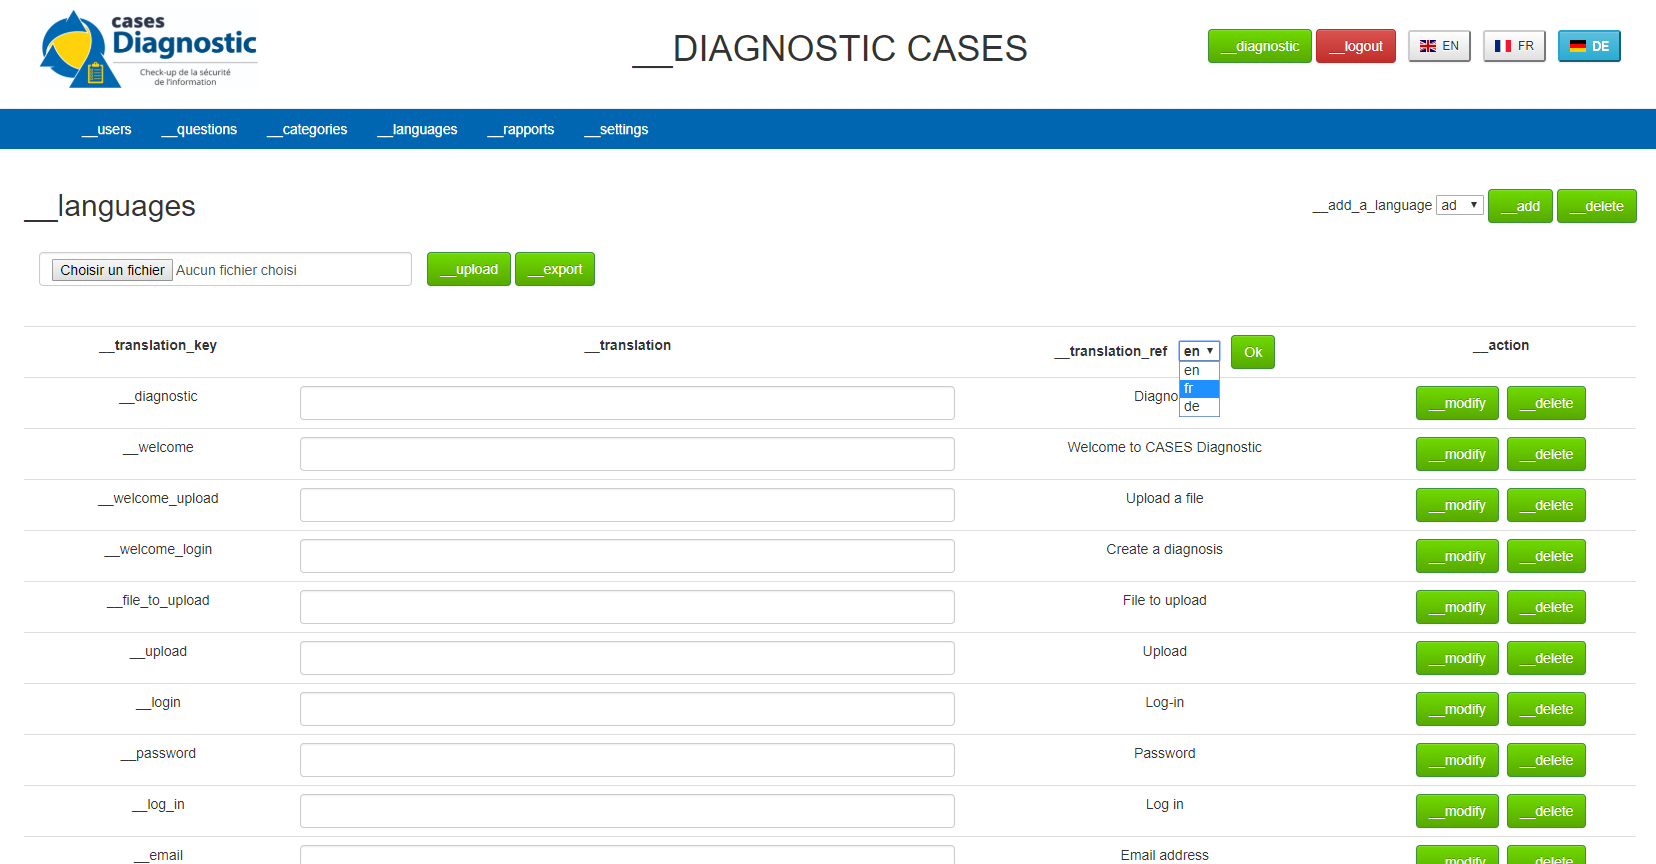 cases
Diagnostic
Check-up de la sécurité
de l'information
__DIAGNOSTIC CASES
__diagnostic __logout EN FR DE
__users __questions __categories __languages __rapports __settings
__languages
__add_a_language ad __add __delete
Choisir un fichier Aucun fichier choisi __upload __export
__translation_key __translation __translation_ref en Ok __action
en
fr
de
__diagnostic Diagno __modify __delete
__welcome Welcome to CASES Diagnostic __modify __delete
__welcome_upload Upload a file __modify __delete
__welcome_login Create a diagnosis __modify __delete
__file_to_upload File to upload __modify __delete
__upload Upload __modify __delete
__login Log-in __modify __delete
__password Password __modify __delete
__log_in Log in __modify __delete
__email Email address __modify __delete